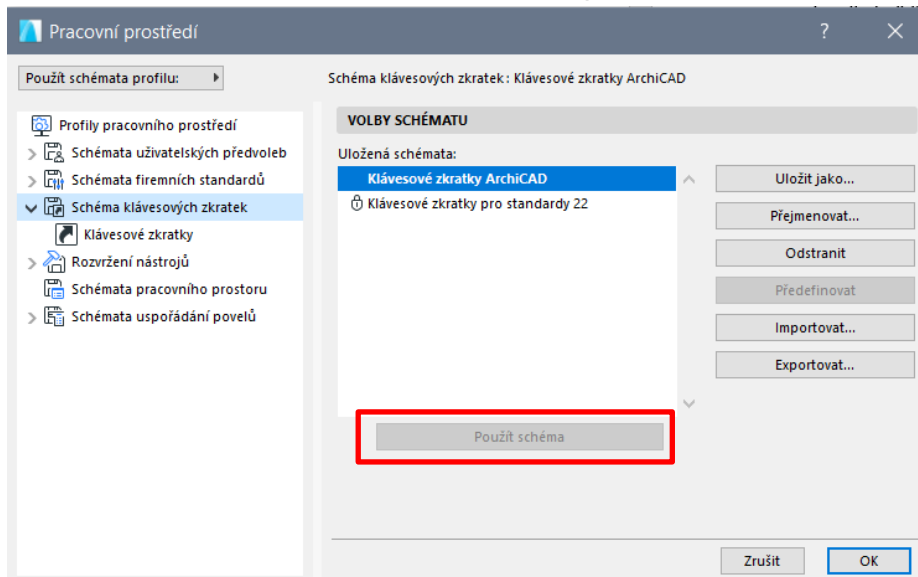 Pracovní prostředí
?
Použít schémata profilu:
Schéma klávesových zkratek: Klávesové zkratky ArchiCAD
Profily pracovního prostředí
Schémata uživatelských předvoleb
Schémata firemních standardů
Schéma klávesových zkratek
Klávesové zkratky
Rozvržení nástrojů
Schémata pracovního prostoru
Schémata uspořádání povelů
VOLBY SCHÉMATU
Uložená schémata:
Klávesové zkratky ArchiCAD
Klávesové zkratky pro standardy 22
Uložit jako...
Přejmenovat...
Odstranit
Předefinovat
Importovat...
Exportovat...
Použít schéma
Zrušit
OK